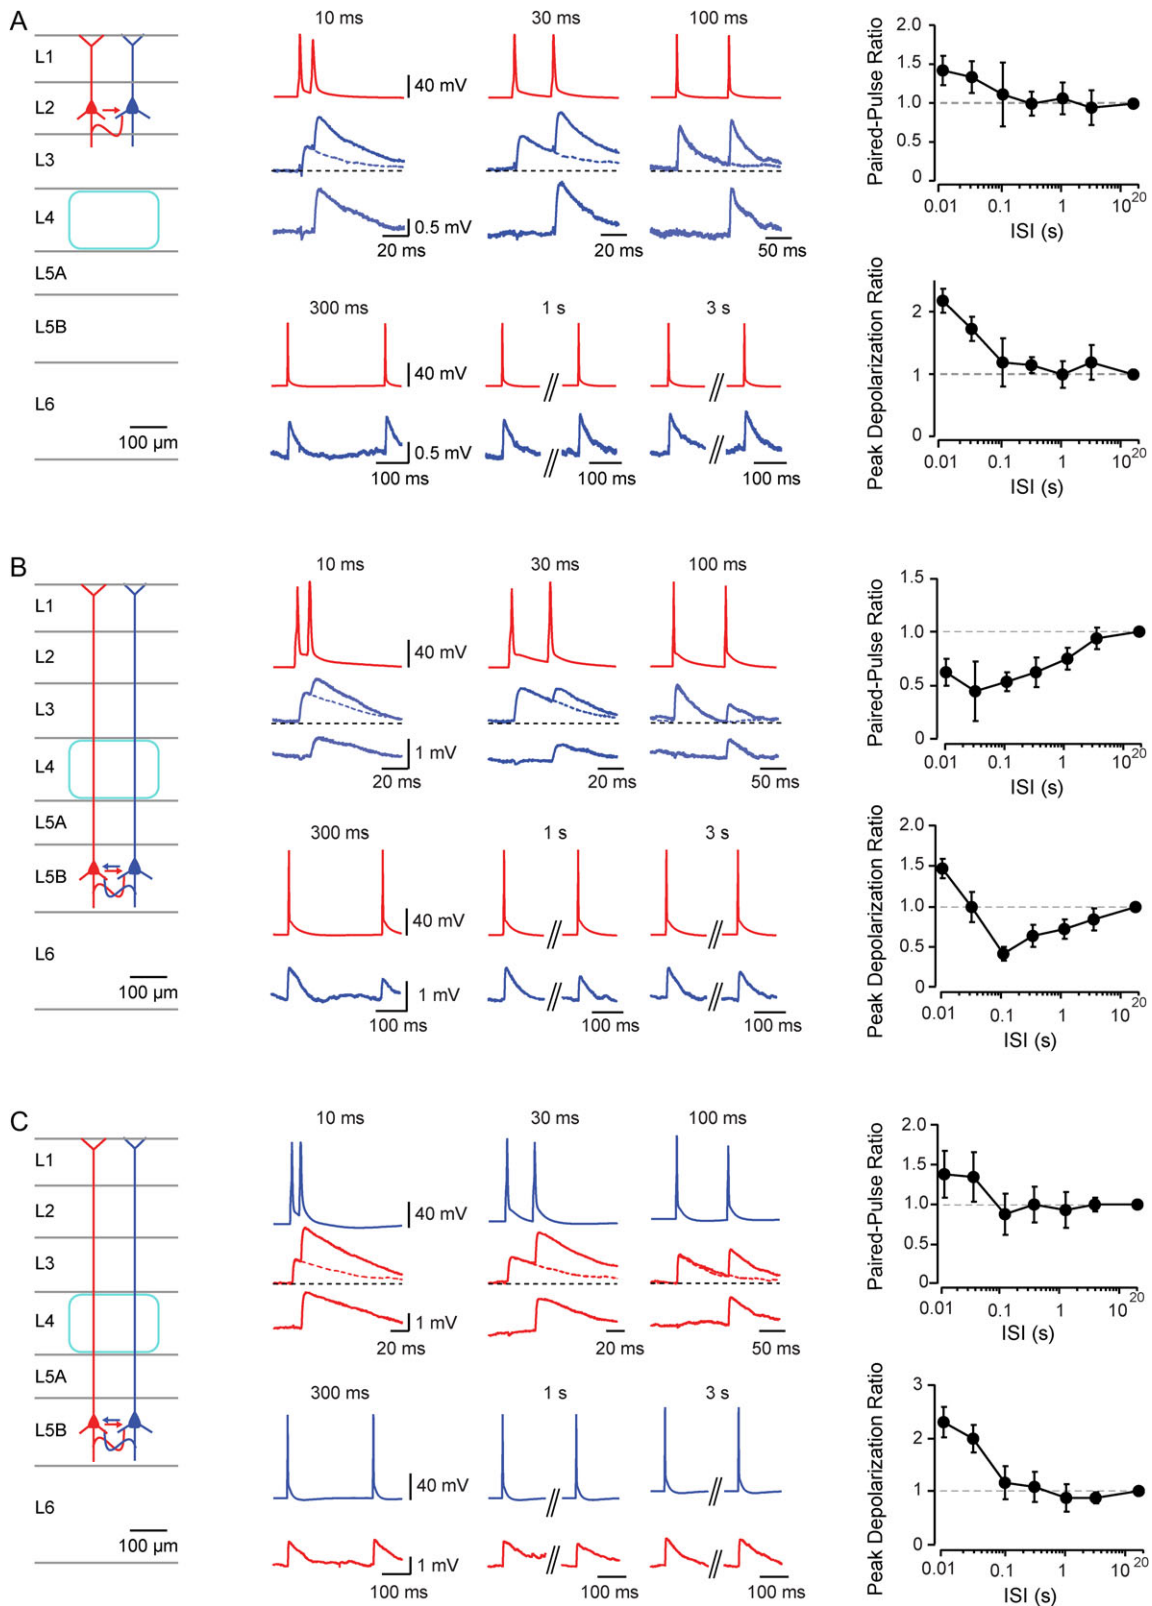 A
L1
L2
L3
L4
L5A
L5B
L6
100 µm
10 ms
30 ms
100 ms
40 mV
0.5 mV
20 ms
20 ms
50 ms
300 ms
1 s
3 s
40 mV
0.5 mV
100 ms
100 ms
100 ms
Paired-Pulse Ratio
2.0
1.5
1.0
0.5
0
0.01
0.1
1
10
20
ISI (s)
Peak Depolarization Ratio
2
1
0
0.01
0.1
1
10
20
ISI (s)
B
L1
L2
L3
L4
L5A
L5B
L6
100 µm
10 ms
30 ms
100 ms
40 mV
1 mV
20 ms
20 ms
50 ms
300 ms
1 s
3 s
40 mV
1 mV
100 ms
100 ms
100 ms
Paired-Pulse Ratio
1.5
1.0
0.5
0
0.01
0.1
1
10
20
ISI (s)
Peak Depolarization Ratio
2.0
1.5
1.0
0.5
0
0.01
0.1
1
10
20
ISI (s)
C
L1
L2
L3
L4
L5A
L5B
L6
100 µm
10 ms
30 ms
100 ms
40 mV
1 mV
20 ms
20 ms
50 ms
300 ms
1 s
3 s
40 mV
1 mV
100 ms
100 ms
100 ms
Paired-Pulse Ratio
2.0
1.5
1.0
0.5
0
0.01
0.1
1
10
20
ISI (s)
Peak Depolarization Ratio
3
2
1
0
0.01
0.1
1
10
20
ISI (s)